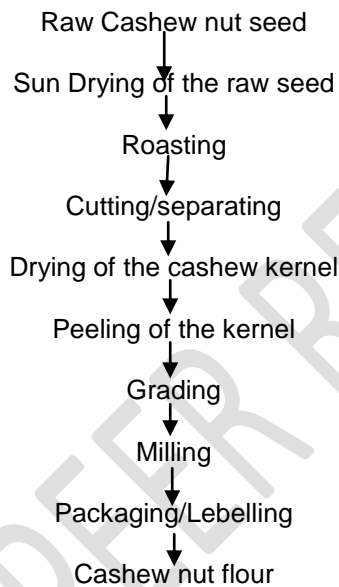 Raw Cashew nut seed
Sun Drying of the raw seed
Roasting
Cutting/separating
Drying of the cashew kernel
Peeling of the kernel
Grading
Milling
Packaging/Lebelling
Cashew nut flour